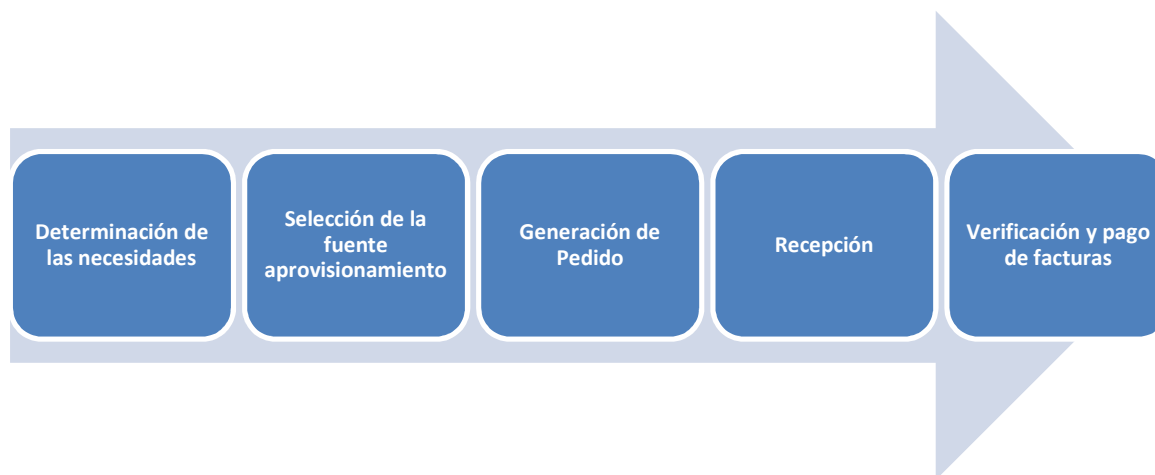 Determinación de
las necesidades
Selección de la
fuente
aprovisionamiento
Generación de
Pedido
Recepción
Verificación y pago
de facturas